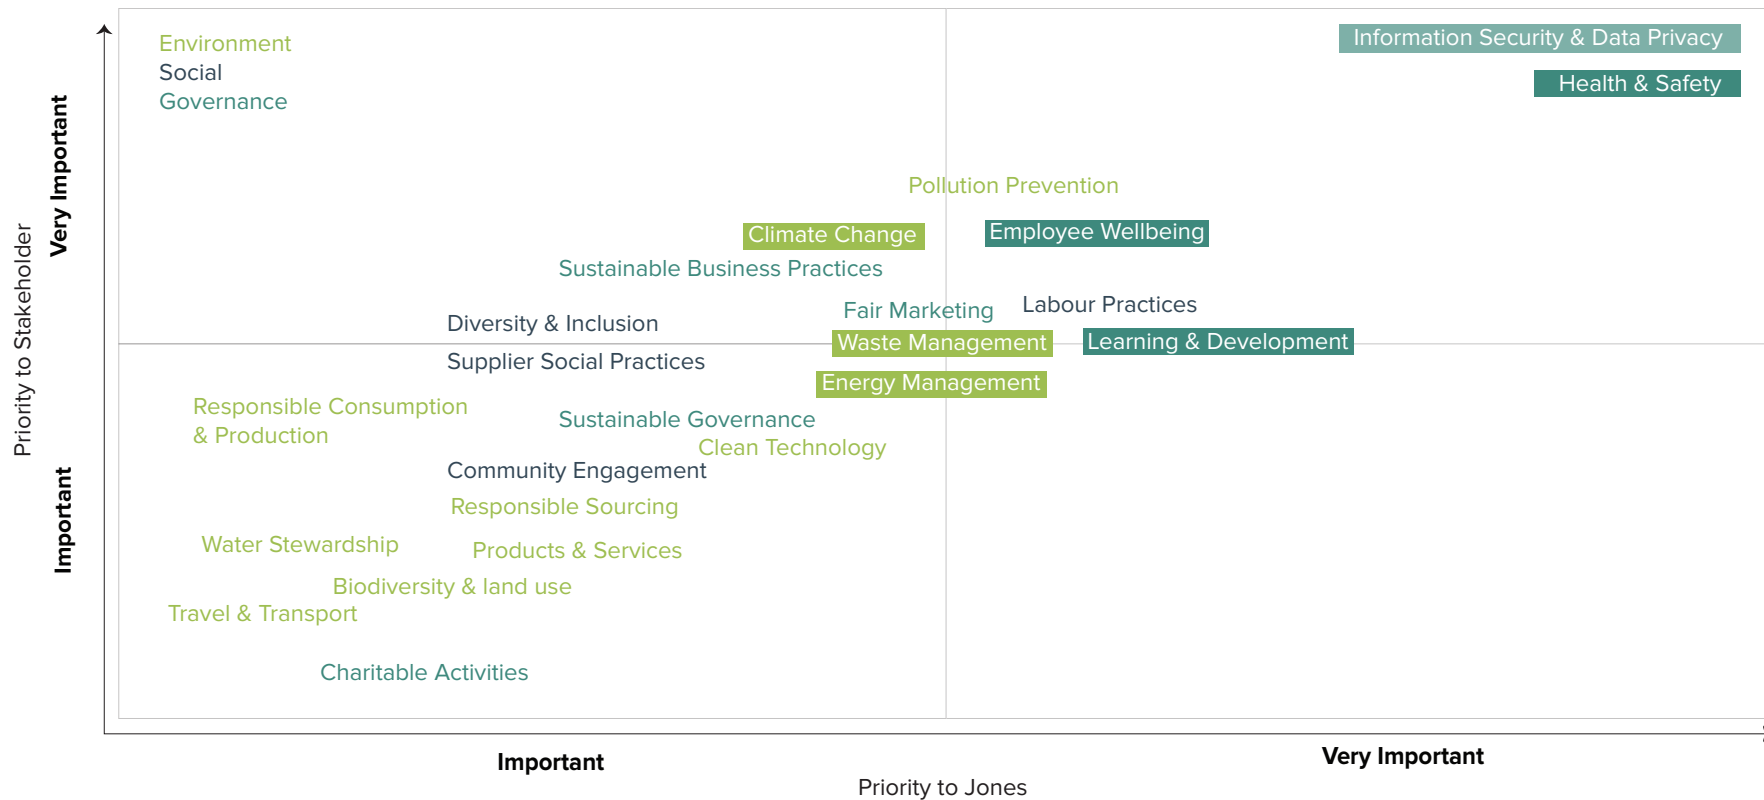 Environment
Social
Governance
Information Security & Data Privacy
Health & Safety
Very Important
Priority to Stakeholder
Important
Pollution Prevention
Climate Change
Employee Wellbeing
Sustainable Business Practices
Fair Marketing
Labour Practices
Diversity & Inclusion
Waste Management
Learning & Development
Supplier Social Practices
Energy Management
Responsible Consumption
& Production
Sustainable Governance
Clean Technology
Community Engagement
Responsible Sourcing
Water Stewardship
Products & Services
Biodiversity & land use
Travel & Transport
Charitable Activities
Important
Very Important
Priority to Jones